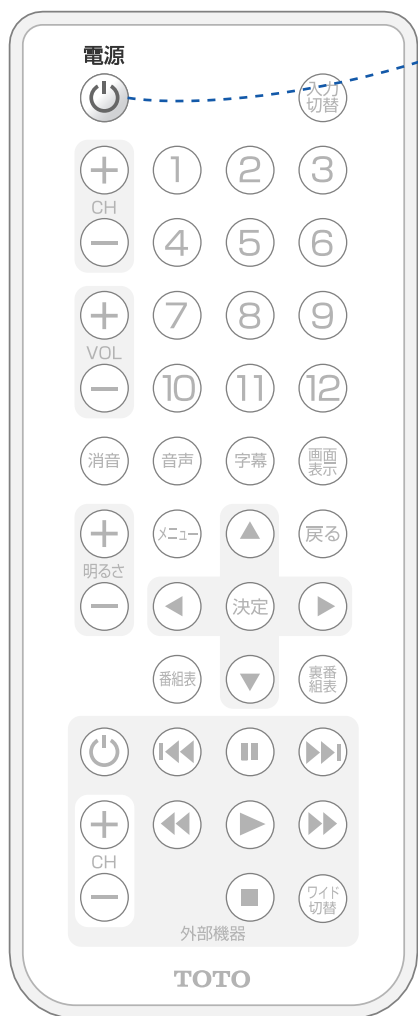 電源
入力
切替
CH
1
2
3
4
5
6
VOL
7
8
9
10
11
12
消音
音声
字幕
画面
表示
メニュー
戻る
明るさ
決定
番組表
裏番
組表
CH
ワイド
切替
外部機器
TOTO